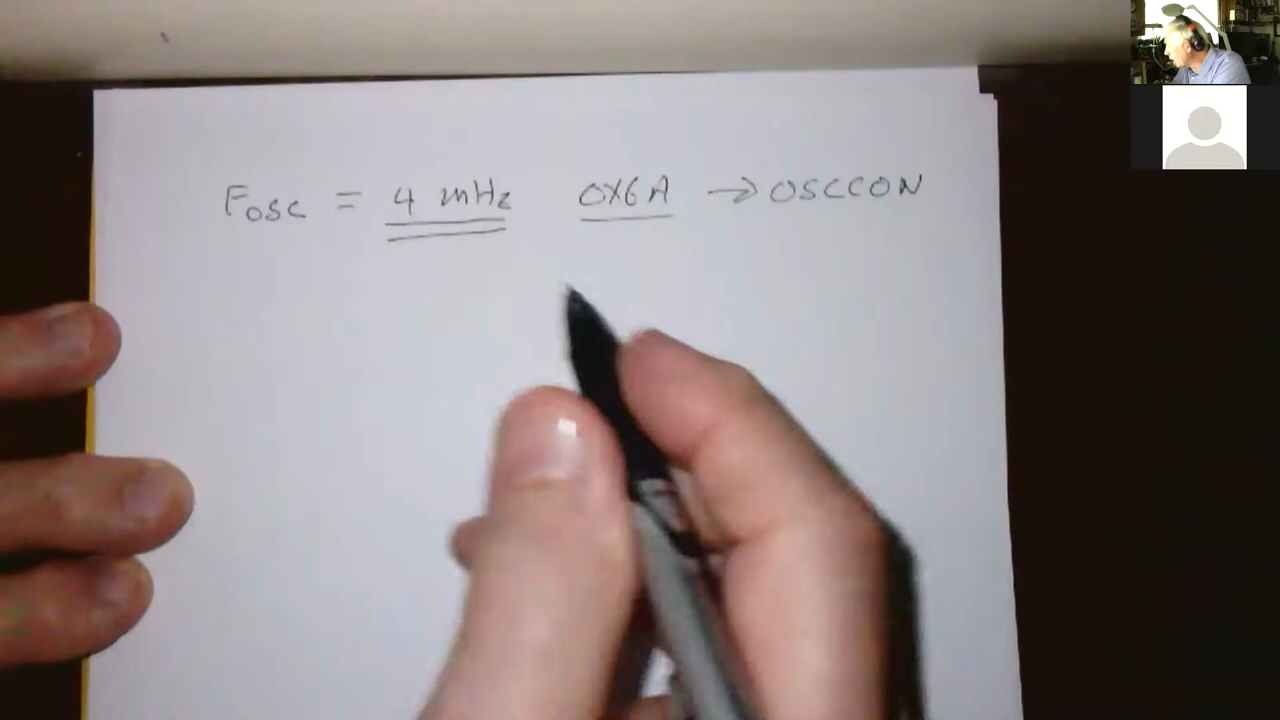 Fosc = 4 mHz 0X6A → OSCCON